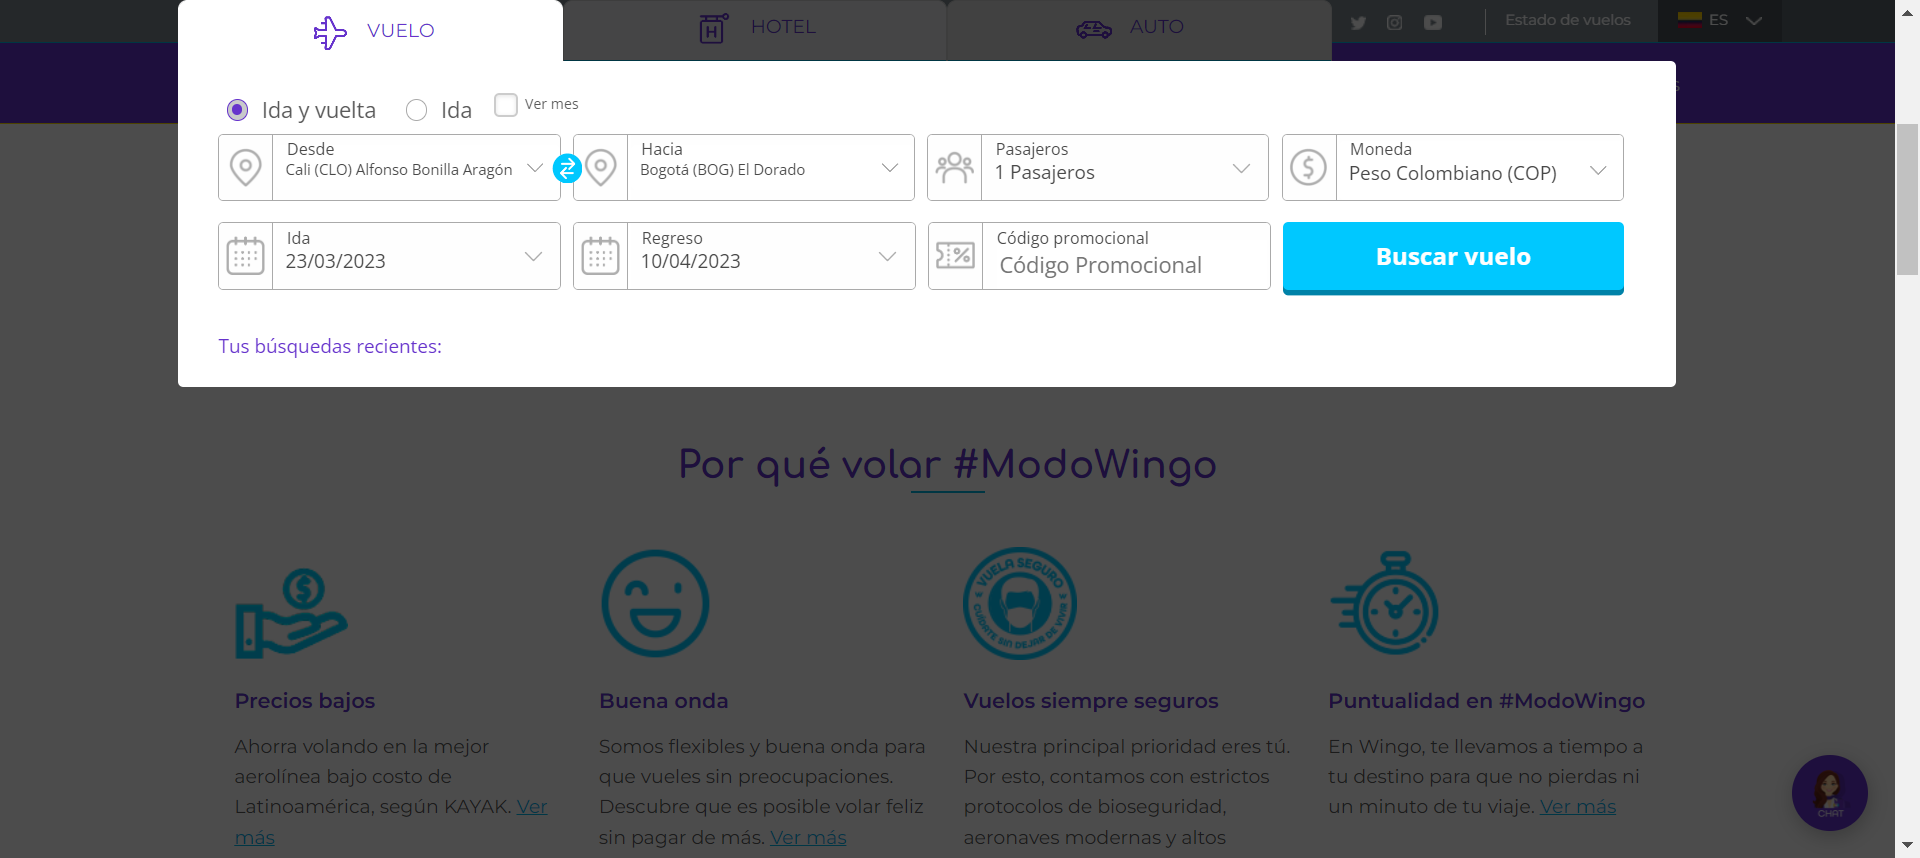 VUELO
HOTEL
AUTO
Estado de vuelos
ES
Ida y vuelta
Ida
Ver mes
Desde
Cali (CLO) Alfonso Bonilla Aragón
Hacia
Bogotá (BOG) El Dorado
Pasajeros
1 Pasajeros
Moneda
Peso Colombiano (COP)
Ida
23/03/2023
Regreso
10/04/2023
Código promocional
Código Promocional
Buscar vuelo
Tus búsquedas recientes:
Por qué volar #ModoWingo
VUELA SEGURO
CUÍDATE SIN DEJAR DE VIVIR
Precios bajos
Ahorra volando en la mejor
aerolínea bajo costo de
Latinoamérica, según KAYAK. Ver
más
Buena onda
Somos flexibles y buena onda para
que vueles sin preocupaciones.
Descubre que es posible volar feliz
sin pagar de más. Ver más
Vuelos siempre seguros
Nuestra principal prioridad eres tú.
Por esto, contamos con estrictos
protocolos de bioseguridad,
aeronaves modernas y altos
Puntualidad en #ModoWingo
En Wingo, te llevamos a tiempo a
tu destino para que no pierdas ni
un minuto de tu viaje. Ver más
CHAT